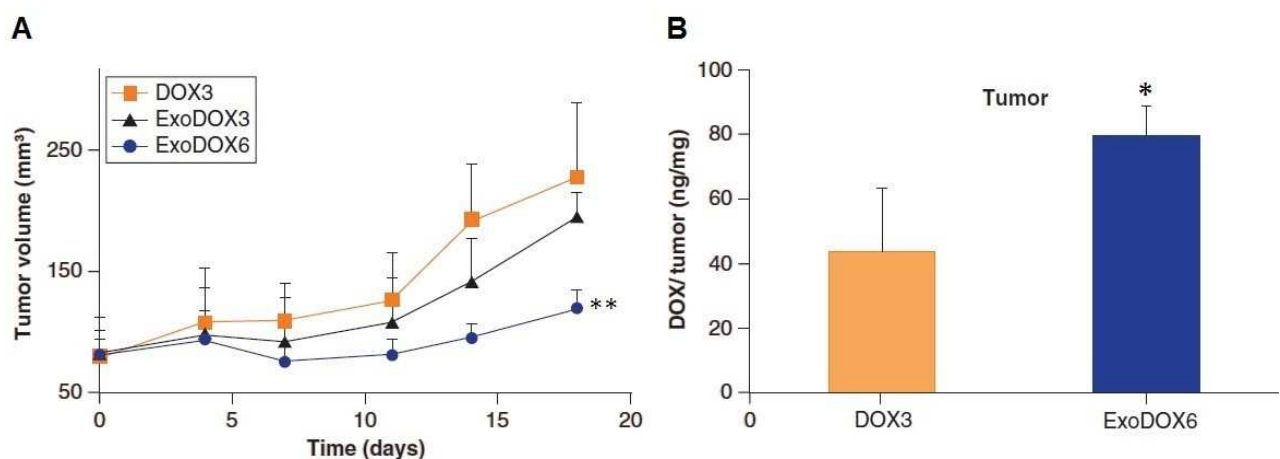 A
DOX3
ExoDOX3
ExoDOX6
Tumor volume (mm³)
250
150
50
**
0
5
10
15
20
Time (days)
B
DOX/tumor (ng/mg)
100
80
60
40
20
0
Tumor
*
0
DOX3
ExoDOX6